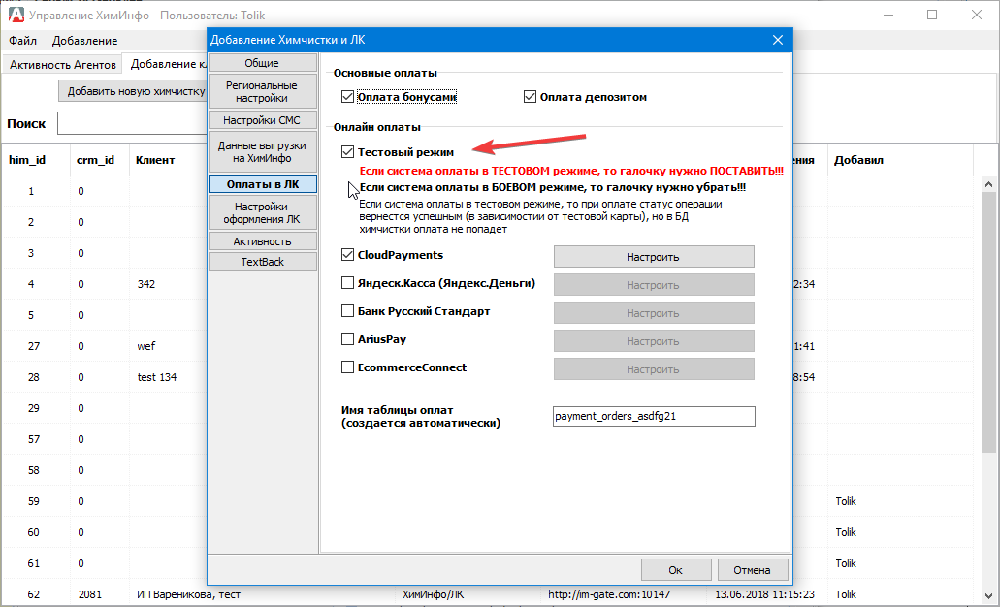 Управление ХимИнфо - Пользователь: Tolik
Файл Добавление
Активность Агентов Добавление кл
Добавить новую химчистку
Поиск
him_id crm_id Клиент ения Добавил
1 0
2 0
3 0
4 0 342 2:34
5 0
27 0 wef 1:41
28 0 test 134 8:54
29 0
57 0
58 0
59 0 Tolik
60 0 Tolik
61 0 Tolik
62 2081 ИП Вареникова, тест ХимИнфо/ЛК http://im-gate.com:10147 13.06.2018 11:15:23 Tolik
Добавление Химчистки и ЛК
Общие
Региональные
настройки
Настройки СМС
Данные выгрузки
на ХимИнфо
Оплаты в ЛК
Настройки
оформления ЛК
Активность
TextBack
Основные оплаты
Оплата бонусами Оплата депозитом
Онлайн оплаты
Тестовый режим
Если система оплаты в ТЕСТОВОМ режиме, то галочку нужно ПОСТАВИТЬ!!!
Если система оплаты в БОЕВОМ режиме, то галочку нужно убрать!!!
Если система оплаты в тестовом режиме, то при оплате статус операции
вернется успешным (в зависимости от тестовой карты), но в БД
химчистки оплата не попадет
CloudPayments Настроить
Яндеск.Касса (Яндекс.Деньги) Настроить
Банк Русский Стандарт Настроить
AriusPay Настроить
EcommerceConnect Настроить
Имя таблицы оплат
(создается автоматически) payment_orders_asdfg21
Ок Отмена